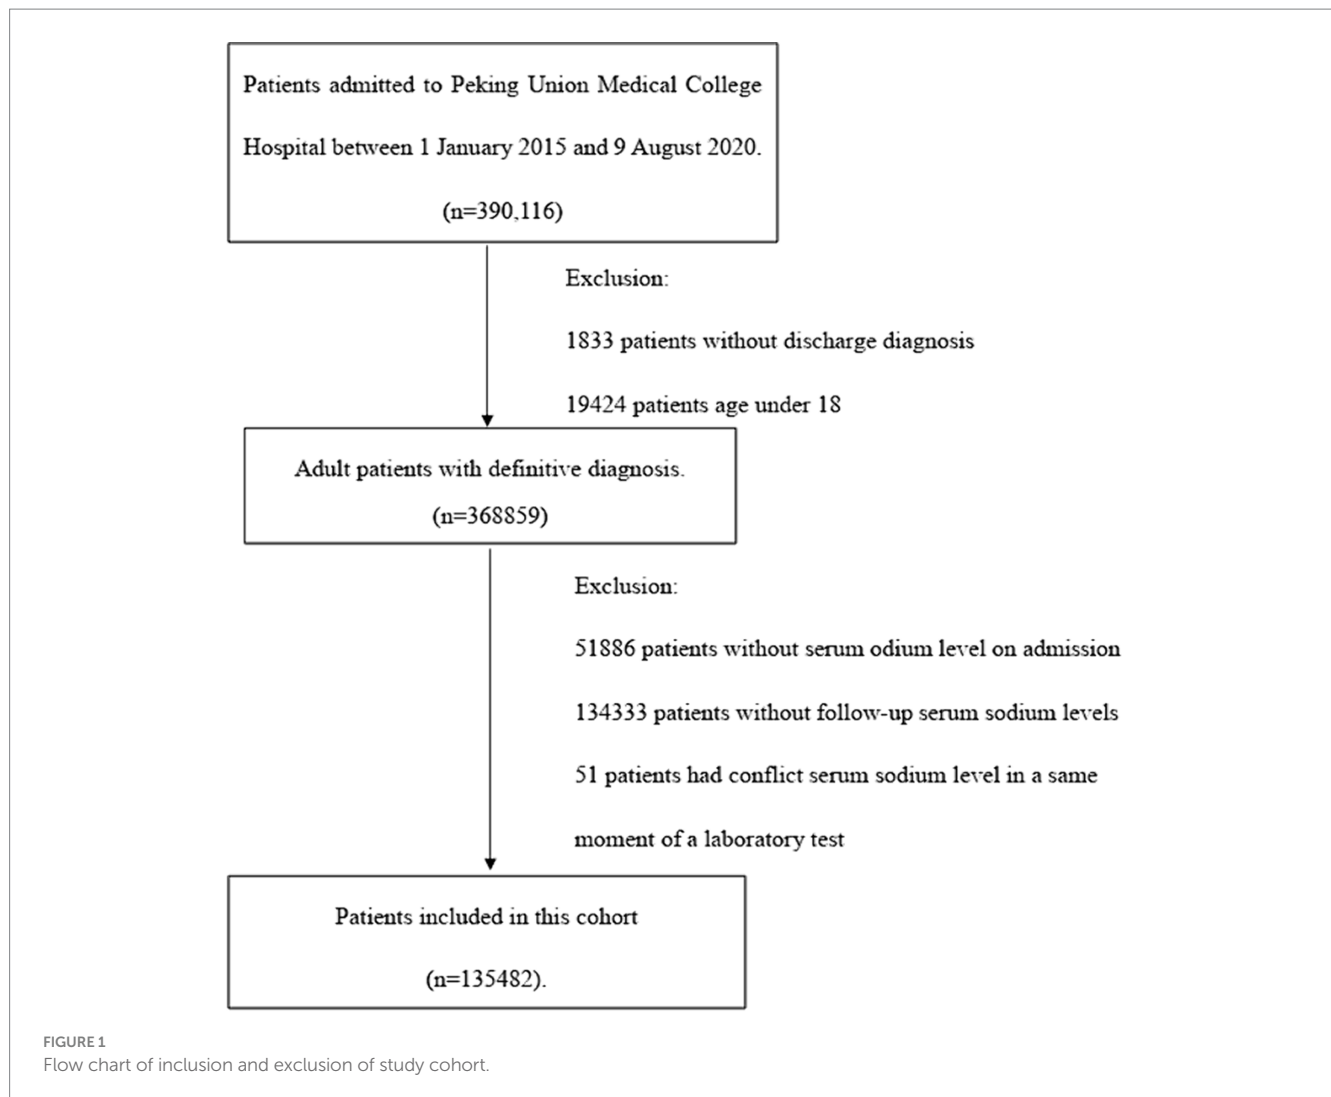 Patients admitted to Peking Union Medical College
Hospital between 1 January 2015 and 9 August 2020.
(n=390,116)
Exclusion:
1833 patients without discharge diagnosis
19424 patients age under 18
Adult patients with definitive diagnosis.
(n=368859)
Exclusion:
51886 patients without serum odium level on admission
134333 patients without follow-up serum sodium levels
51 patients had conflict serum sodium level in a same
moment of a laboratory test
Patients included in this cohort
(n=135482).
FIGURE 1
Flow chart of inclusion and exclusion of study cohort.